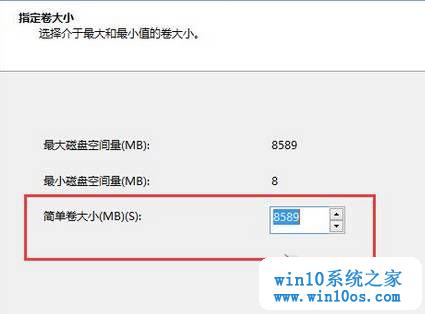 指定卷大小
选择介于最大和最小值的卷大小。
最大磁盘空间量(MB): 8589
最小磁盘空间量(MB): 8
简单卷大小(MB)(S): 8589
win10系统之家
www.win10os.com